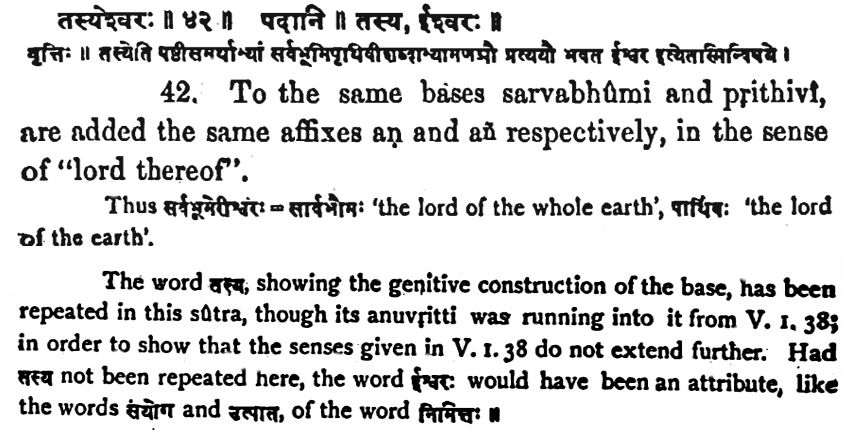 तस्येश्वरः ॥ ४२ ॥ पदानि ॥ तस्य, ईश्वरः ॥
वृत्तिः ॥ तस्येति षष्ठीसमर्थाभ्यां सर्वभूमिपृथिवीशब्दाभ्यामणञौ प्रत्ययौ भवत ईश्वर इत्येतस्मिन्विषये ।
42. To the same bases sarvabhûmi and pṛithivî,
are added the same affixes aṇ and añ respectively, in the sense
of “lord thereof”.
Thus सर्वभूमेरीश्वरः = सार्वभौमः ‘the lord of the whole earth’, पार्थिवः ‘the lord
of the earth’.
The word तस्य, showing the genitive construction of the base, has been
repeated in this sûtra, though its anuvṛitti was running into it from V. 1. 38;
in order to show that the senses given in V. 1. 38 do not extend further. Had
तस्य not been repeated here, the word ईश्वरः would have been an attribute, like
the words संयोग and उत्पात, of the word निमित्तः ॥